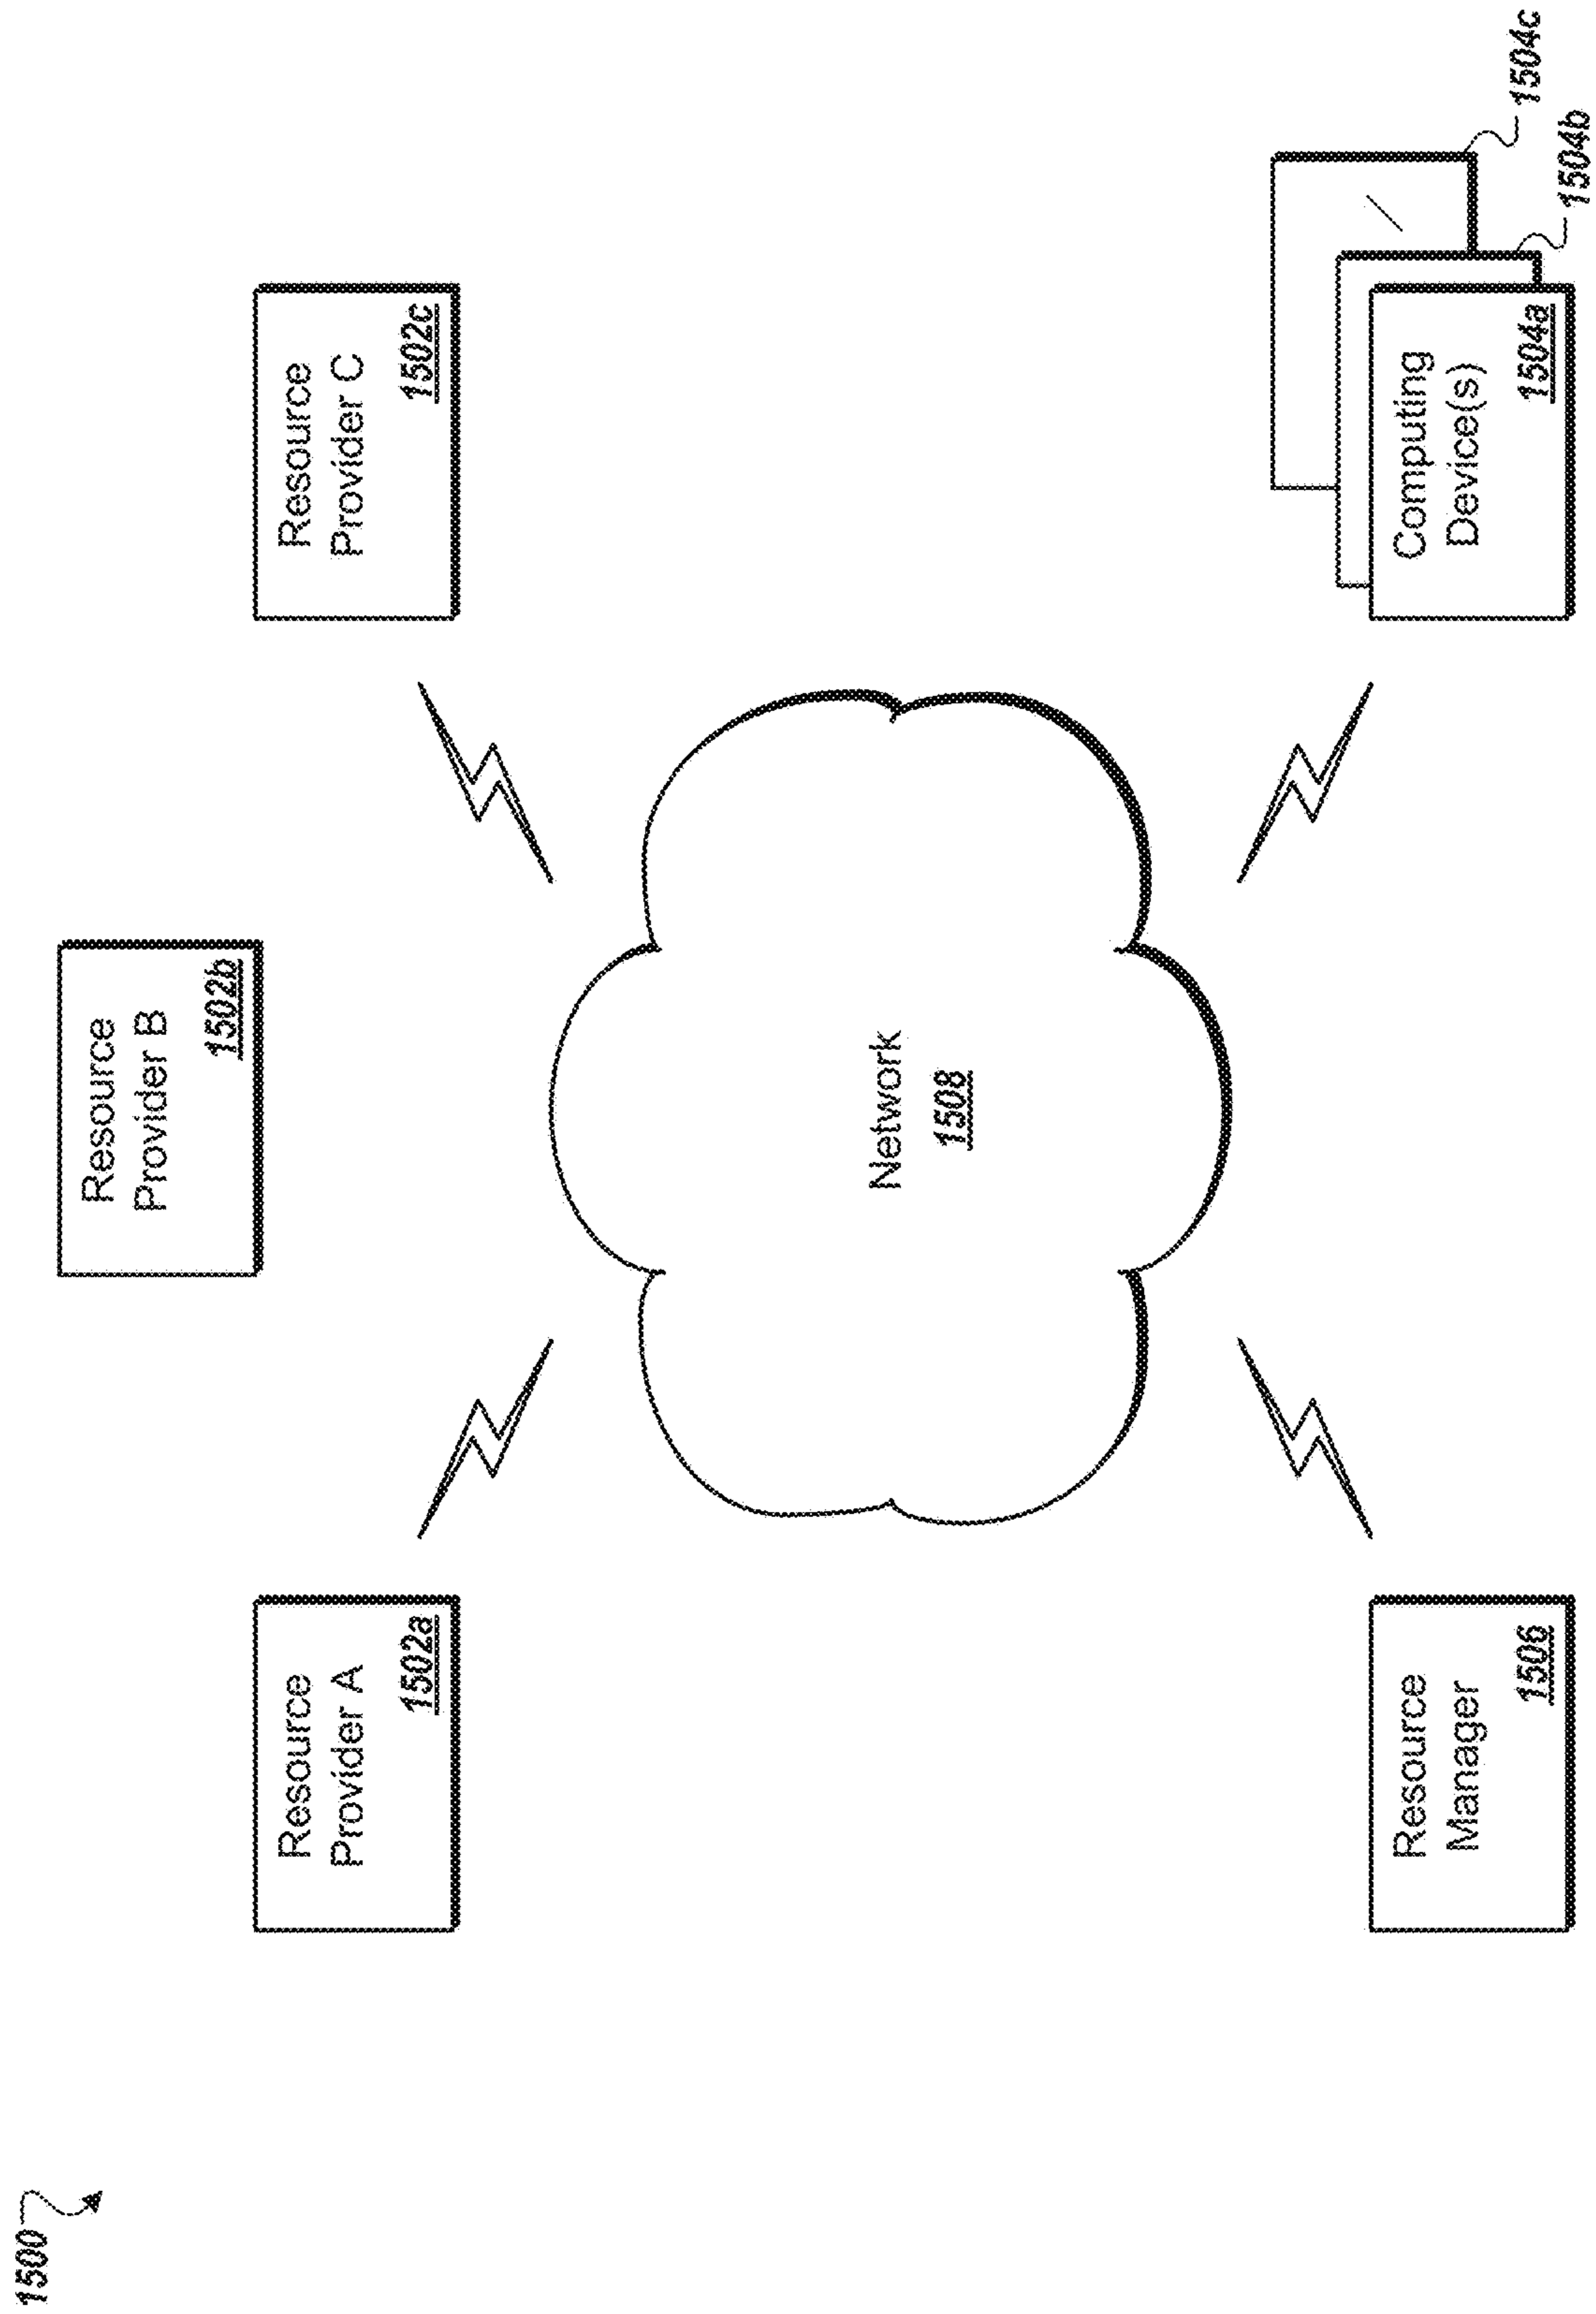 1500
Resource
Provider B
1502b
Resource
Provider A
1502a
Resource
Provider C
1502c
Network
1508
Resource
Manager
1506
Computing
Device(s)
1504a
1504b
1504c